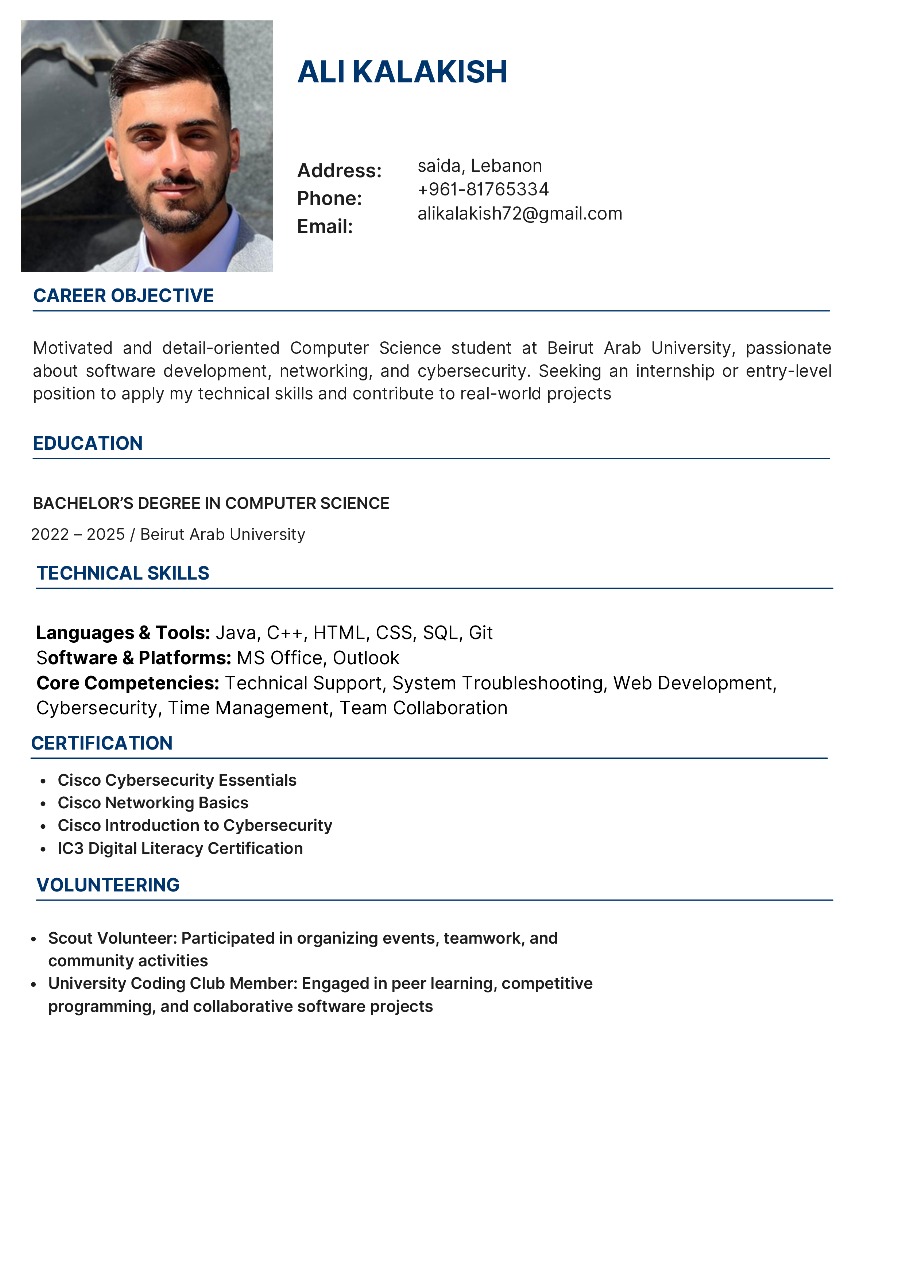 ALI KALAKISH
Address: saida, Lebanon
Phone: +961-81765334
Email: alikalakish72@gmail.com
CAREER OBJECTIVE
Motivated and detail-oriented Computer Science student at Beirut Arab University, passionate
about software development, networking, and cybersecurity. Seeking an internship or entry-level
position to apply my technical skills and contribute to real-world projects
EDUCATION
BACHELOR’S DEGREE IN COMPUTER SCIENCE
2022 – 2025 / Beirut Arab University
TECHNICAL SKILLS
Languages & Tools: Java, C++, HTML, CSS, SQL, Git
Software & Platforms: MS Office, Outlook
Core Competencies: Technical Support, System Troubleshooting, Web Development,
Cybersecurity, Time Management, Team Collaboration
CERTIFICATION
• Cisco Cybersecurity Essentials
• Cisco Networking Basics
• Cisco Introduction to Cybersecurity
• IC3 Digital Literacy Certification
VOLUNTEERING
• Scout Volunteer: Participated in organizing events, teamwork, and
community activities
• University Coding Club Member: Engaged in peer learning, competitive
programming, and collaborative software projects